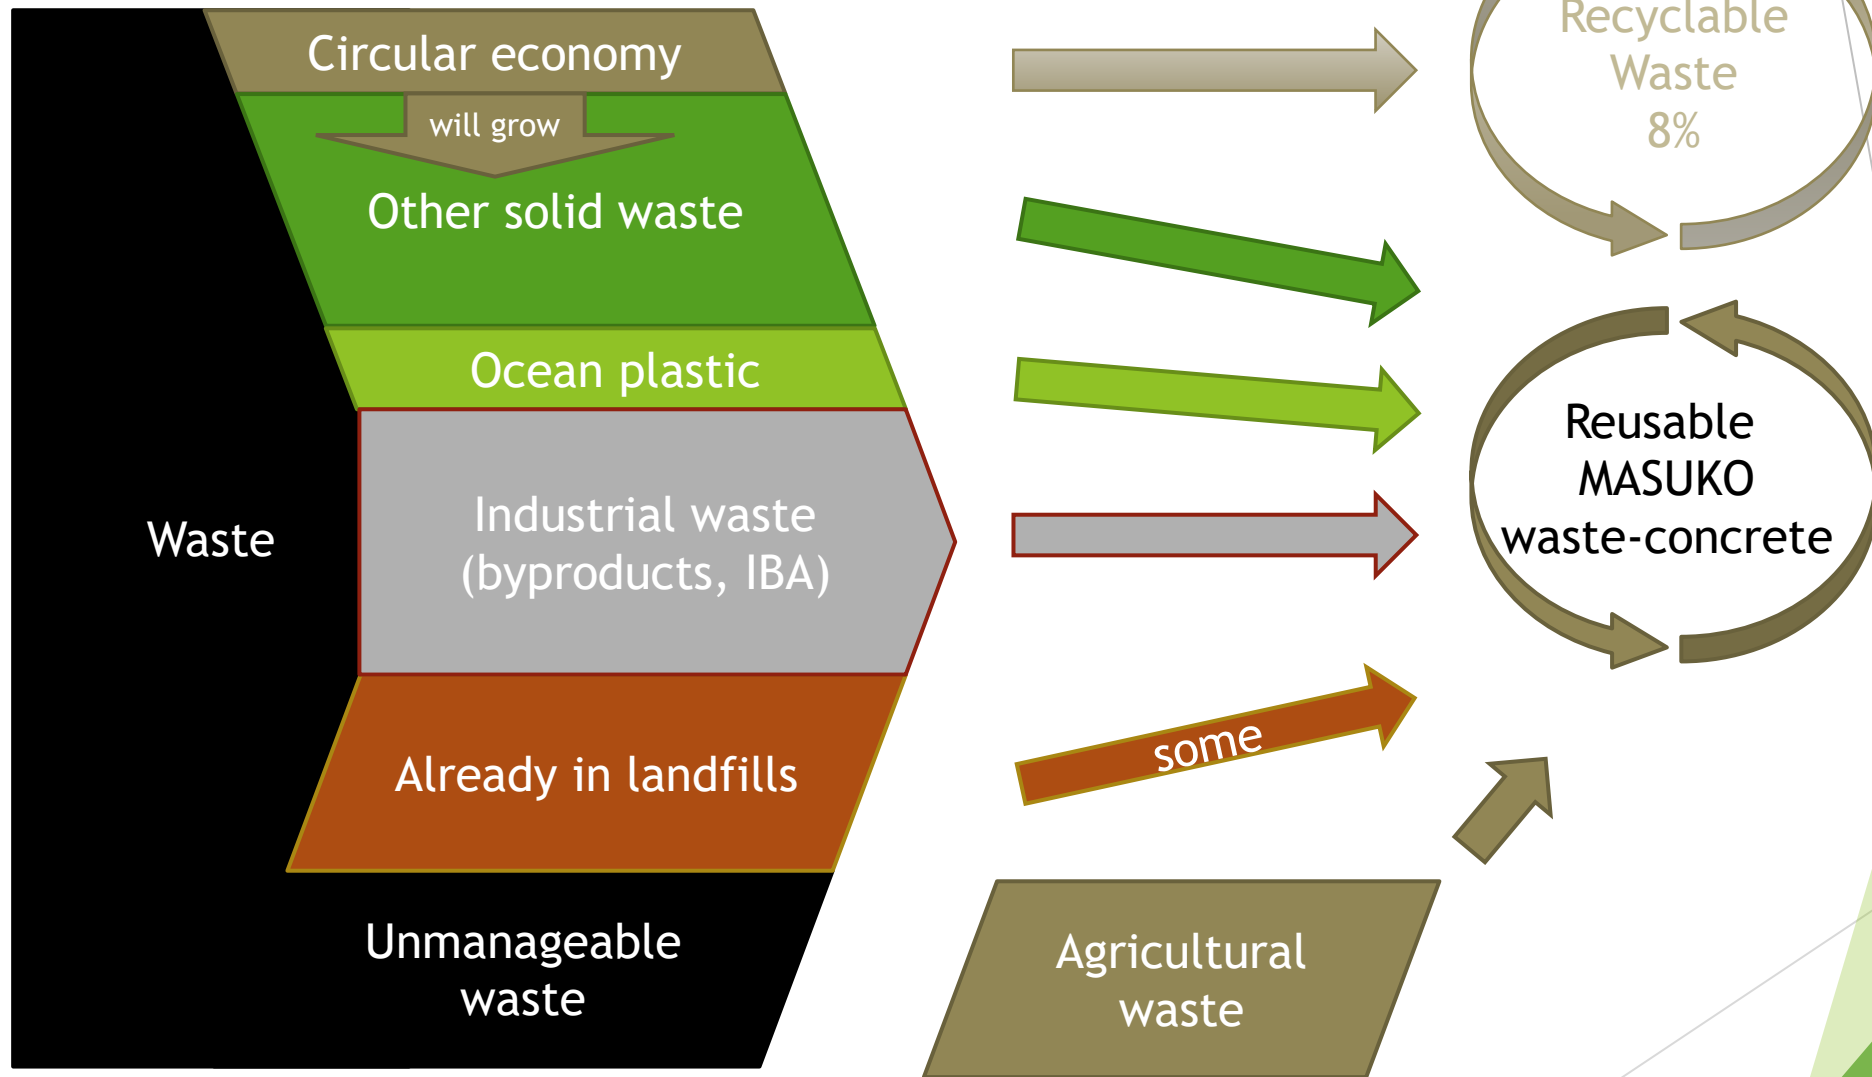 Circular economy
will grow
Other solid waste
Ocean plastic
Waste
Industrial waste
(byproducts, IBA)
Already in landfills
Unmanageable
waste
some
Agricultural
waste
Recyclable
Waste
8%
Reusable
MASUKO
waste-concrete